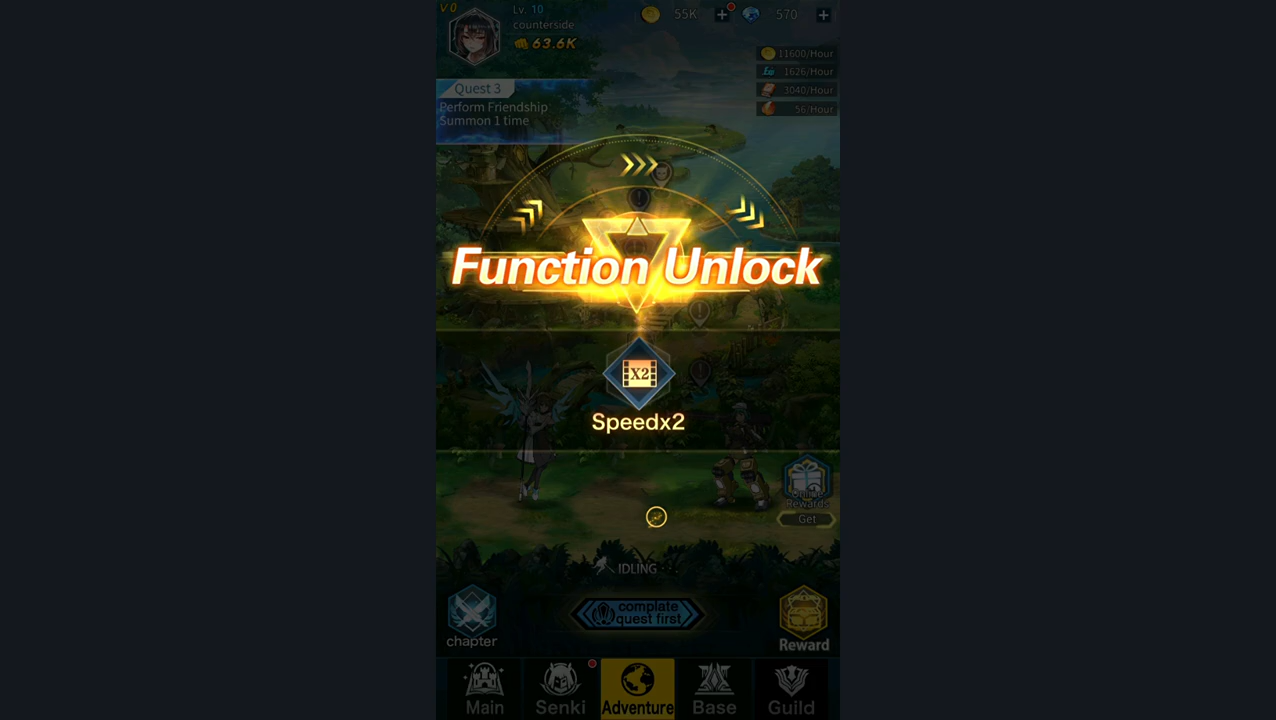 V0
Lv. 10
counterside
63.6K
55K
570
11600/Hour
1626/Hour
3040/Hour
56/Hour
Quest 3
Perform Friendship
Summon 1 time
Function Unlock
X2
Speedx2
Online
Rewards
Get
IDLING
complate
quest first
chapter
Reward
Main
Senki
Adventure
Base
Guild